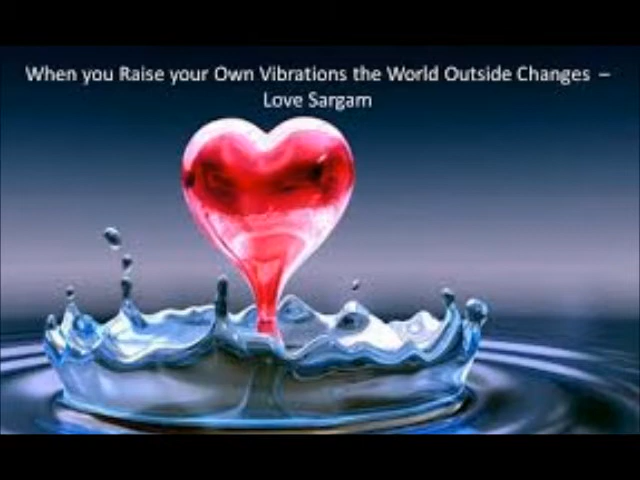 When you Raise your Own Vibrations the World Outside Changes –
Love Sargam